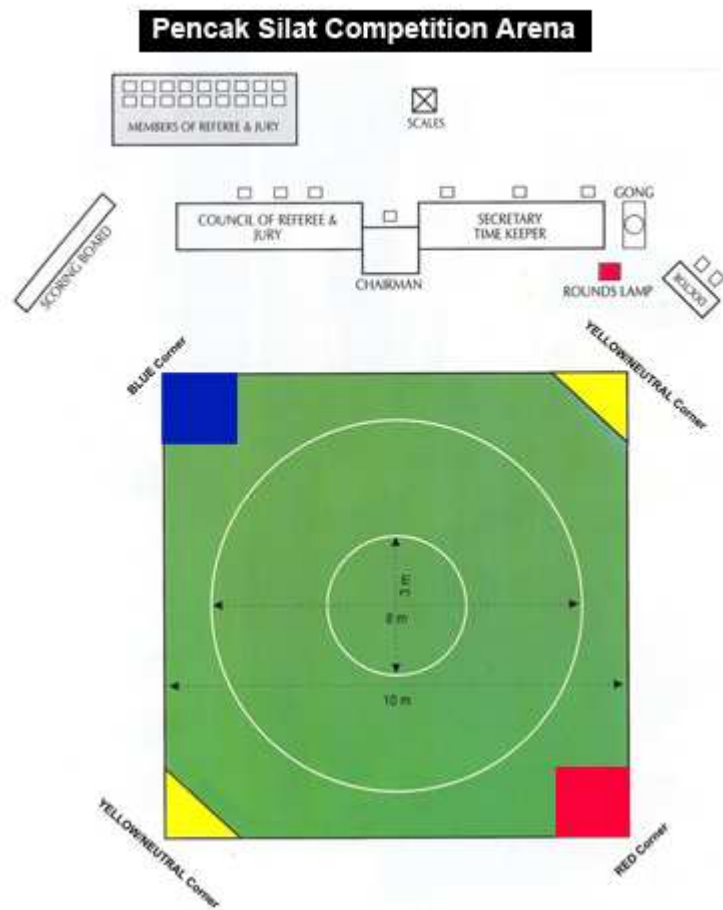 Pencak Silat Competition Arena
MEMBERS OF REFEREE & JURY
SCALES
GONG
COUNCIL OF REFEREE &
JURY
SECRETARY
TIME KEEPER
SCORING BOARD
CHAIRMAN
ROUNDS LAMP
DOCTOR
BLUE Corner
YELLOW/NEUTRAL Corner
3 m
8 m
10 m
YELLOW/NEUTRAL Corner
RED Corner